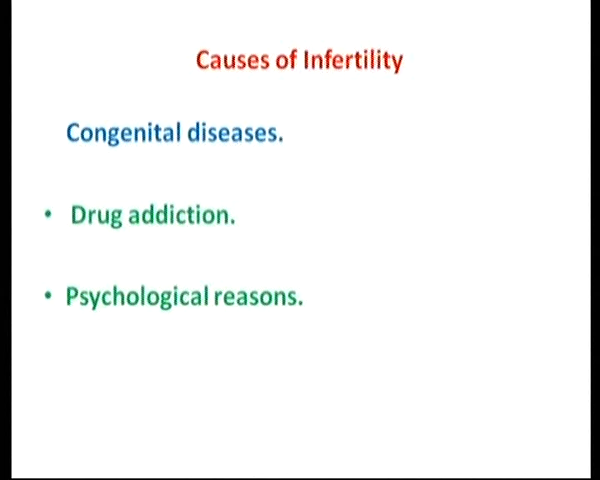 Causes of Infertility
Congenital diseases.
• Drug addiction.
• Psychological reasons.